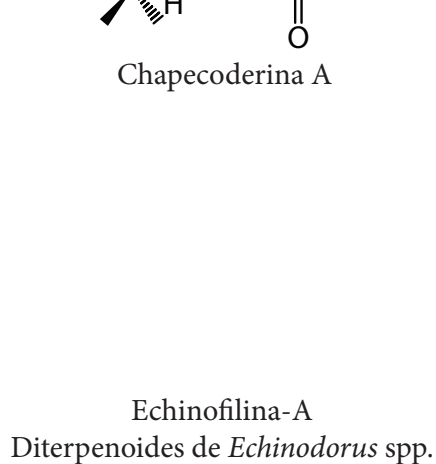 H
O
Chapecoderina A
Echinofilina-A
Diterpenoides de Echinodorus spp.